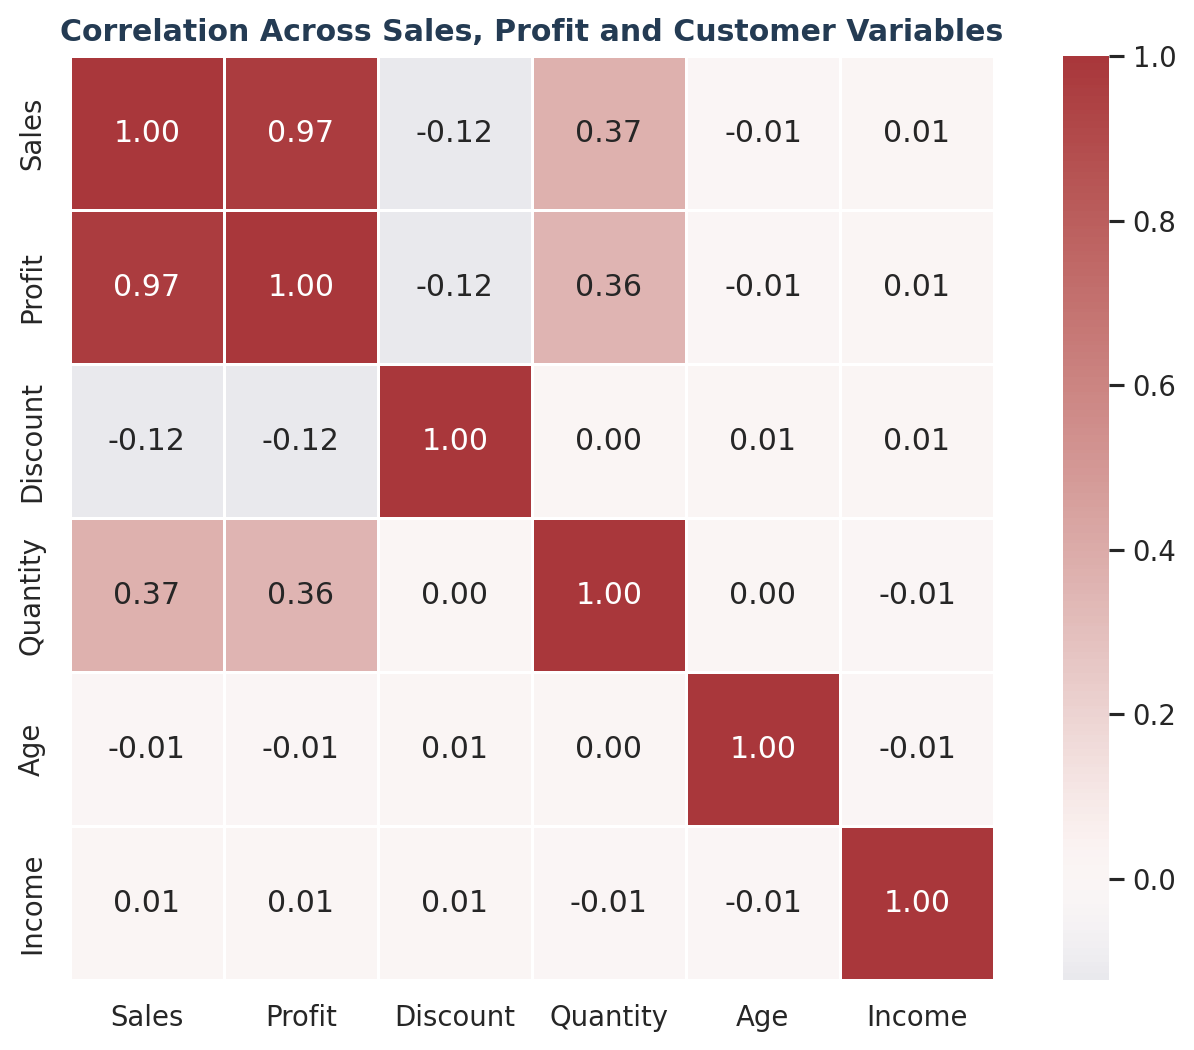 Correlation Across Sales, Profit and Customer Variables
Sales 1.00 0.97 -0.12 0.37 -0.01 0.01
Profit 0.97 1.00 -0.12 0.36 -0.01 0.01
Discount -0.12 -0.12 1.00 0.00 0.01 0.01
Quantity 0.37 0.36 0.00 1.00 0.00 -0.01
Age -0.01 -0.01 0.01 0.00 1.00 -0.01
Income 0.01 0.01 0.01 -0.01 -0.01 1.00
Sales Profit Discount Quantity Age Income
1.0
0.8
0.6
0.4
0.2
0.0